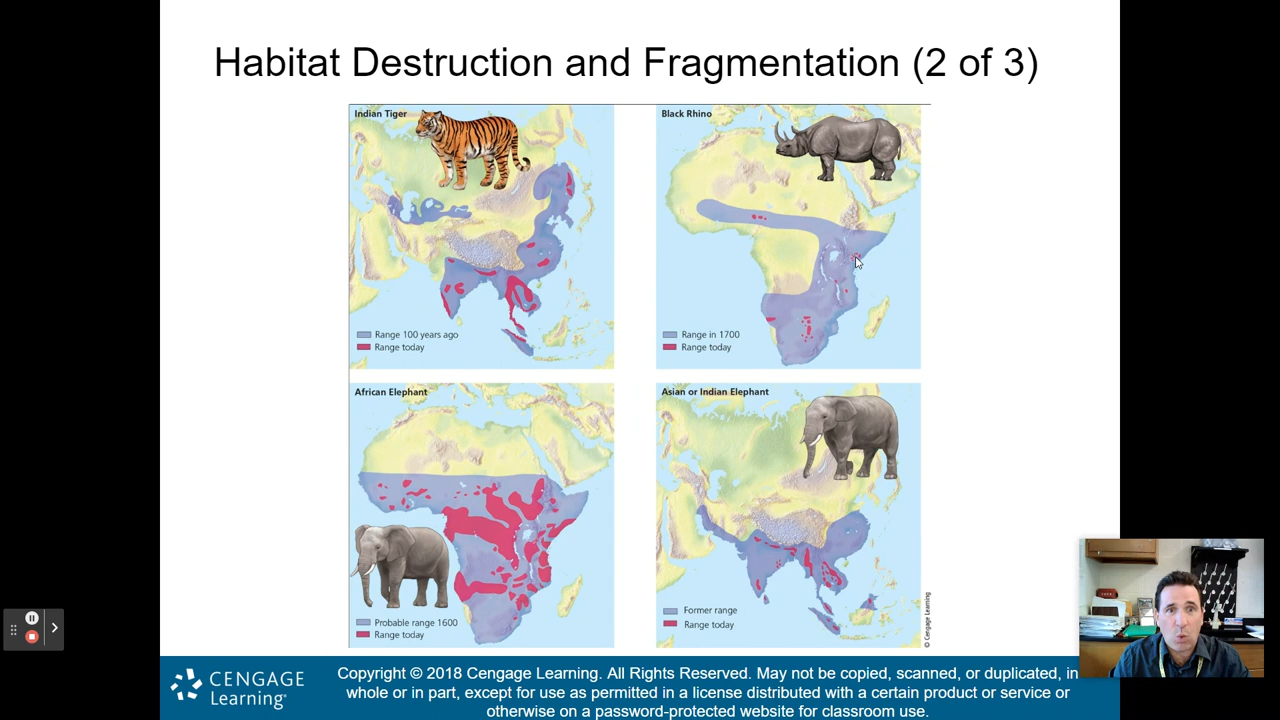 Habitat Destruction and Fragmentation (2 of 3)
Indian Tiger
Range 100 years ago
Range today
Black Rhino
Range in 1700
Range today
African Elephant
Probable range 1600
Range today
Asian or Indian Elephant
Former range
Range today
© Cengage Learning
CENGAGE
Learning
Copyright © 2018 Cengage Learning. All Rights Reserved. May not be copied, scanned, or duplicated, in
whole or in part, except for use as permitted in a license distributed with a certain product or service or
otherwise on a password-protected website for classroom use.